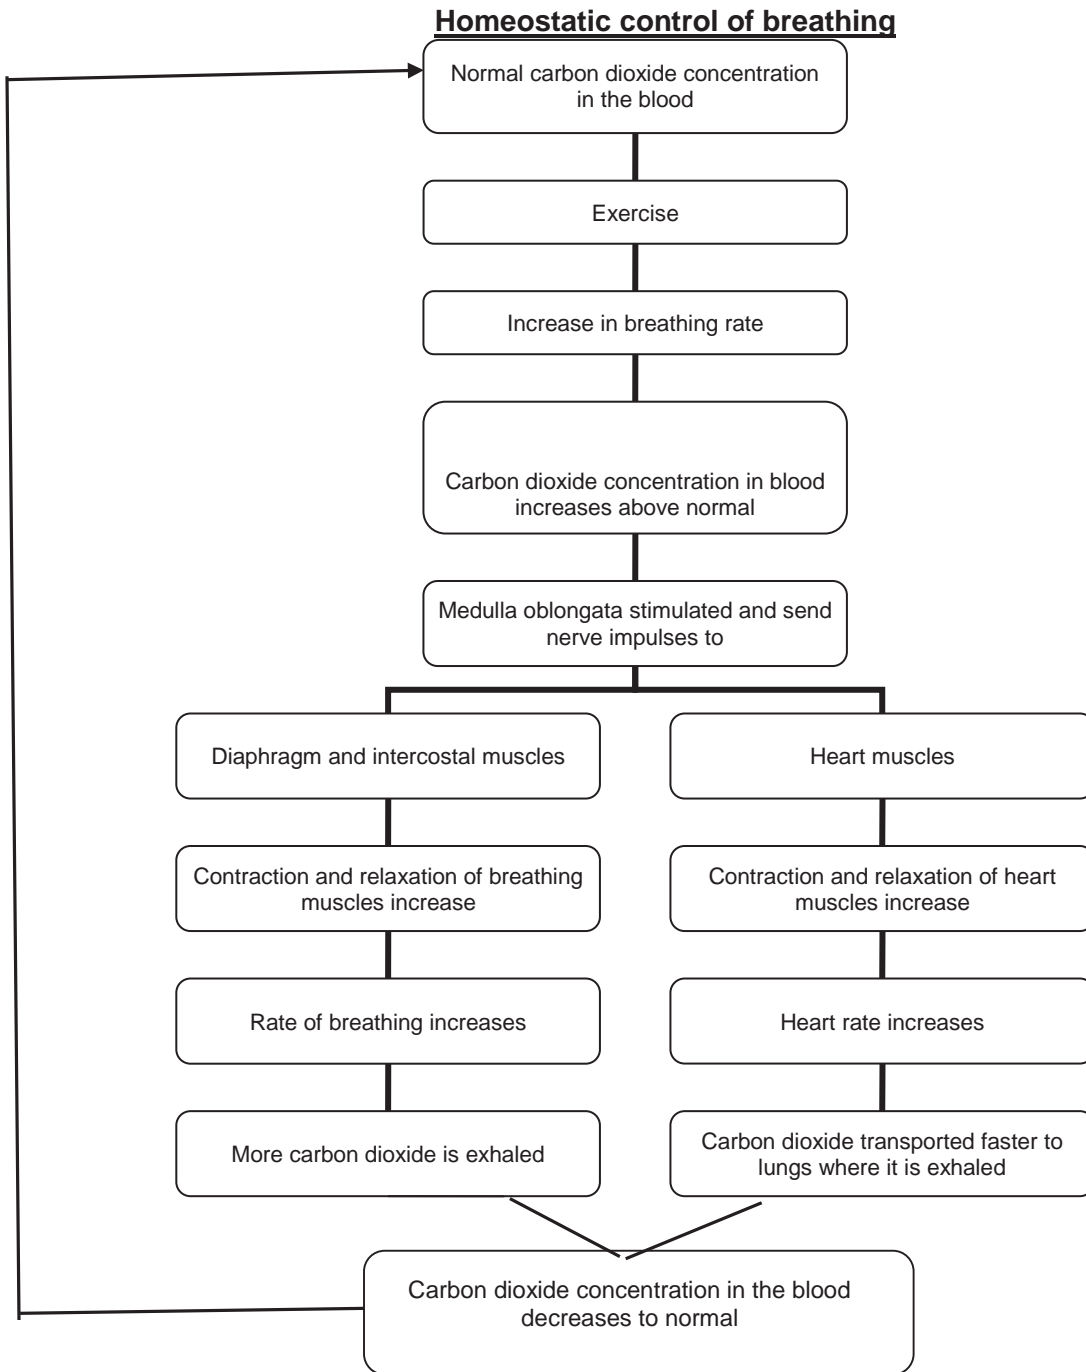 Homeostatic control of breathing
Normal carbon dioxide concentration
in the blood
Exercise
Increase in breathing rate
Carbon dioxide concentration in blood
increases above normal
Medulla oblongata stimulated and send
nerve impulses to
Diaphragm and intercostal muscles
Heart muscles
Contraction and relaxation of breathing
muscles increase
Contraction and relaxation of heart
muscles increase
Rate of breathing increases
Heart rate increases
More carbon dioxide is exhaled
Carbon dioxide transported faster to
lungs where it is exhaled
Carbon dioxide concentration in the blood
decreases to normal